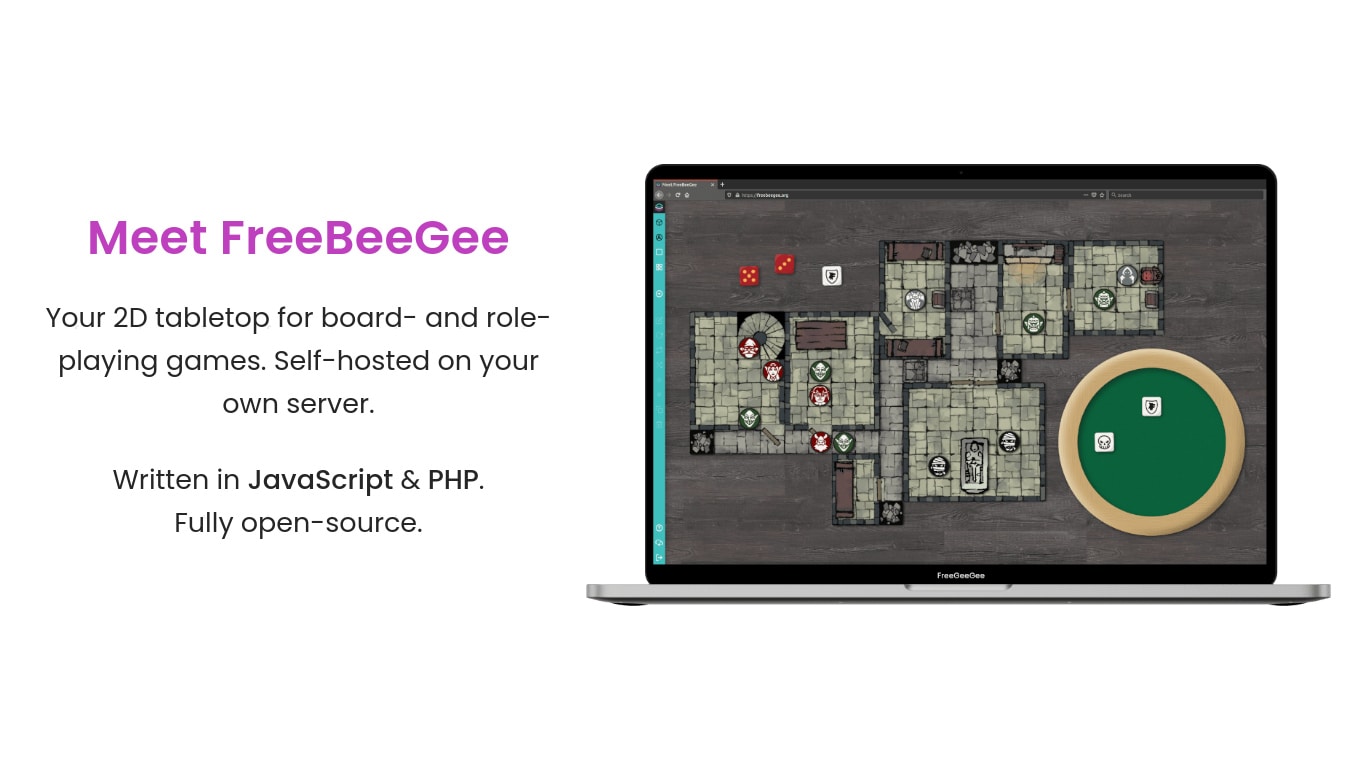 Meet FreeBeeGee
Your 2D tabletop for board- and role-
playing games. Self-hosted on your
own server.
Written in JavaScript & PHP.
Fully open-source.
Meet FreeBeeGee
https://freebeegee.org
Search
FreeGeeGee